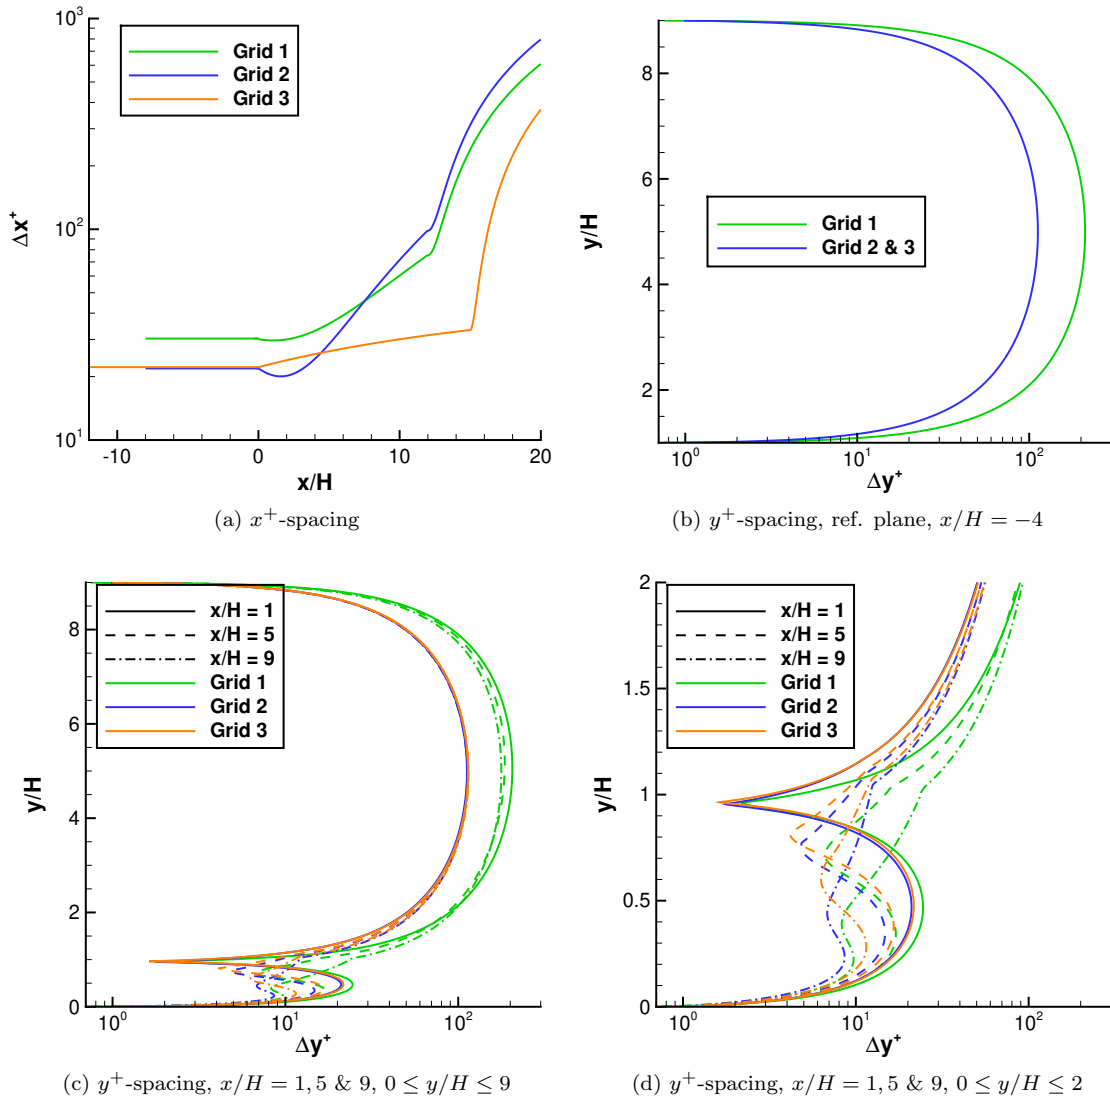 10³
Grid 1
Grid 2
Grid 3
10²
Δx⁺
10¹
-10 0 10 20
x/H
(a) x⁺-spacing
8
6
y/H
Grid 1
Grid 2 & 3
4
2
10⁰ 10¹ 10²
Δy⁺
(b) y⁺-spacing, ref. plane, x/H = −4
x/H = 1
x/H = 5
x/H = 9
Grid 1
Grid 2
Grid 3
8
6
y/H
4
2
0
10⁰ 10¹ 10²
Δy⁺
(c) y⁺-spacing, x/H = 1, 5 & 9, 0 ≤ y/H ≤ 9
2
x/H = 1
x/H = 5
x/H = 9
Grid 1
Grid 2
Grid 3
1.5
y/H
1
0.5
0
10⁰ 10¹ 10²
Δy⁺
(d) y⁺-spacing, x/H = 1, 5 & 9, 0 ≤ y/H ≤ 2